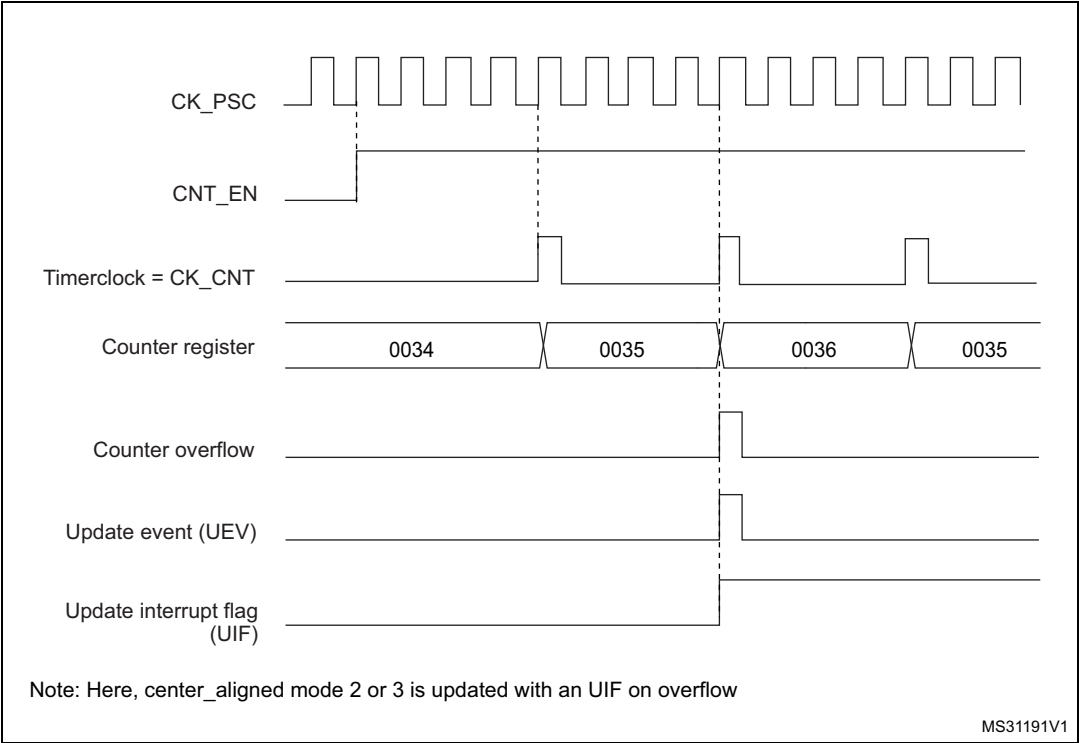 CK_PSC
CNT_EN
Timerclock = CK_CNT
Counter register
0034 0035 0036 0035
Counter overflow
Update event (UEV)
Update interrupt flag
(UIF)
Note: Here, center_aligned mode 2 or 3 is updated with an UIF on overflow
MS31191V1